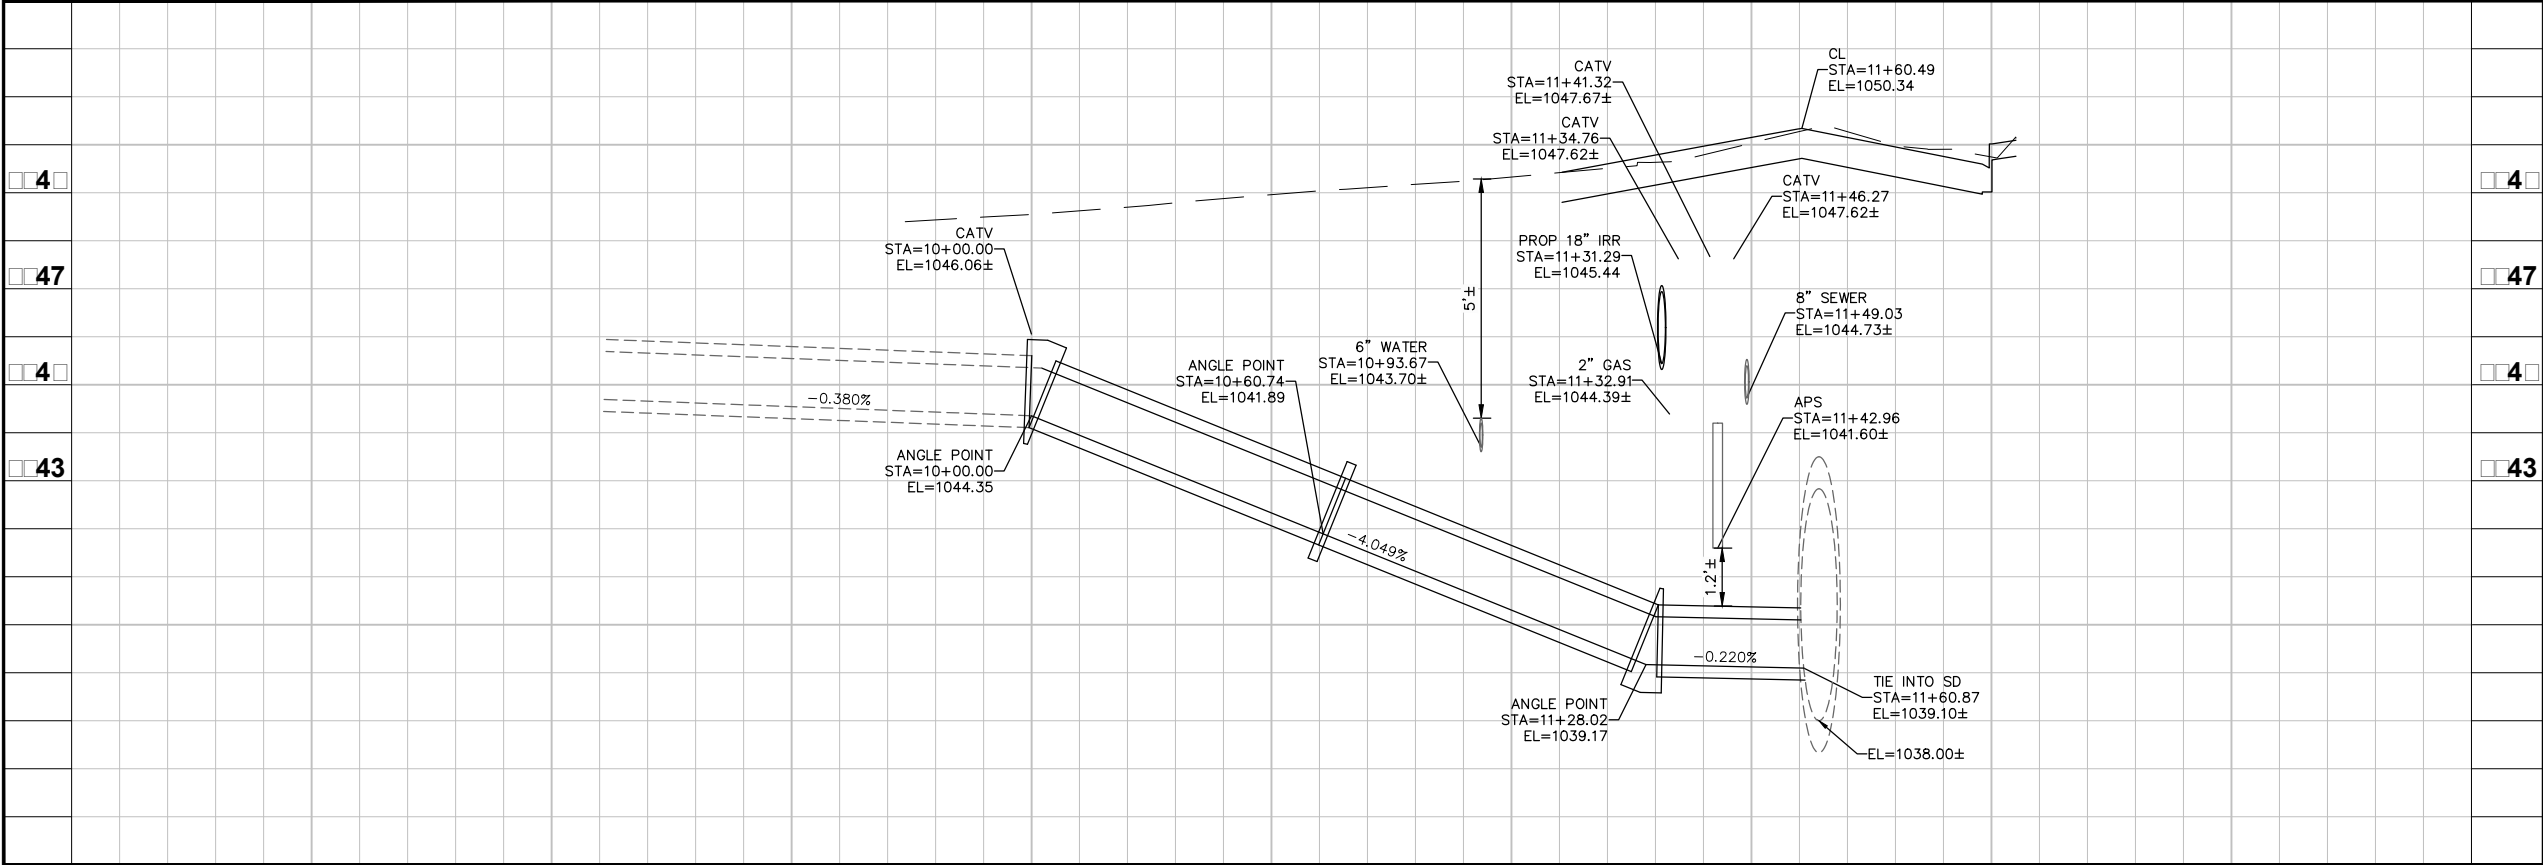 CL
STA=11+60.49
EL=1050.34
CATV
STA=11+41.32
EL=1047.67±
CATV
STA=11+34.76
EL=1047.62±
CATV
STA=11+46.27
EL=1047.62±
CATV
STA=10+00.00
EL=1046.06±
PROP 18" IRR
STA=11+31.29
EL=1045.44
5'±
8" SEWER
STA=11+49.03
EL=1044.73±
6" WATER
STA=10+93.67
EL=1043.70±
ANGLE POINT
STA=10+60.74
EL=1041.89
2" GAS
STA=11+32.91
EL=1044.39±
APS
STA=11+42.96
EL=1041.60±
-0.380%
ANGLE POINT
STA=10+00.00
EL=1044.35
-4.049%
1.2'±
-0.220%
TIE INTO SD
STA=11+60.87
EL=1039.10±
ANGLE POINT
STA=11+28.02
EL=1039.17
EL=1038.00±
4
47
4
43
4
47
4
43